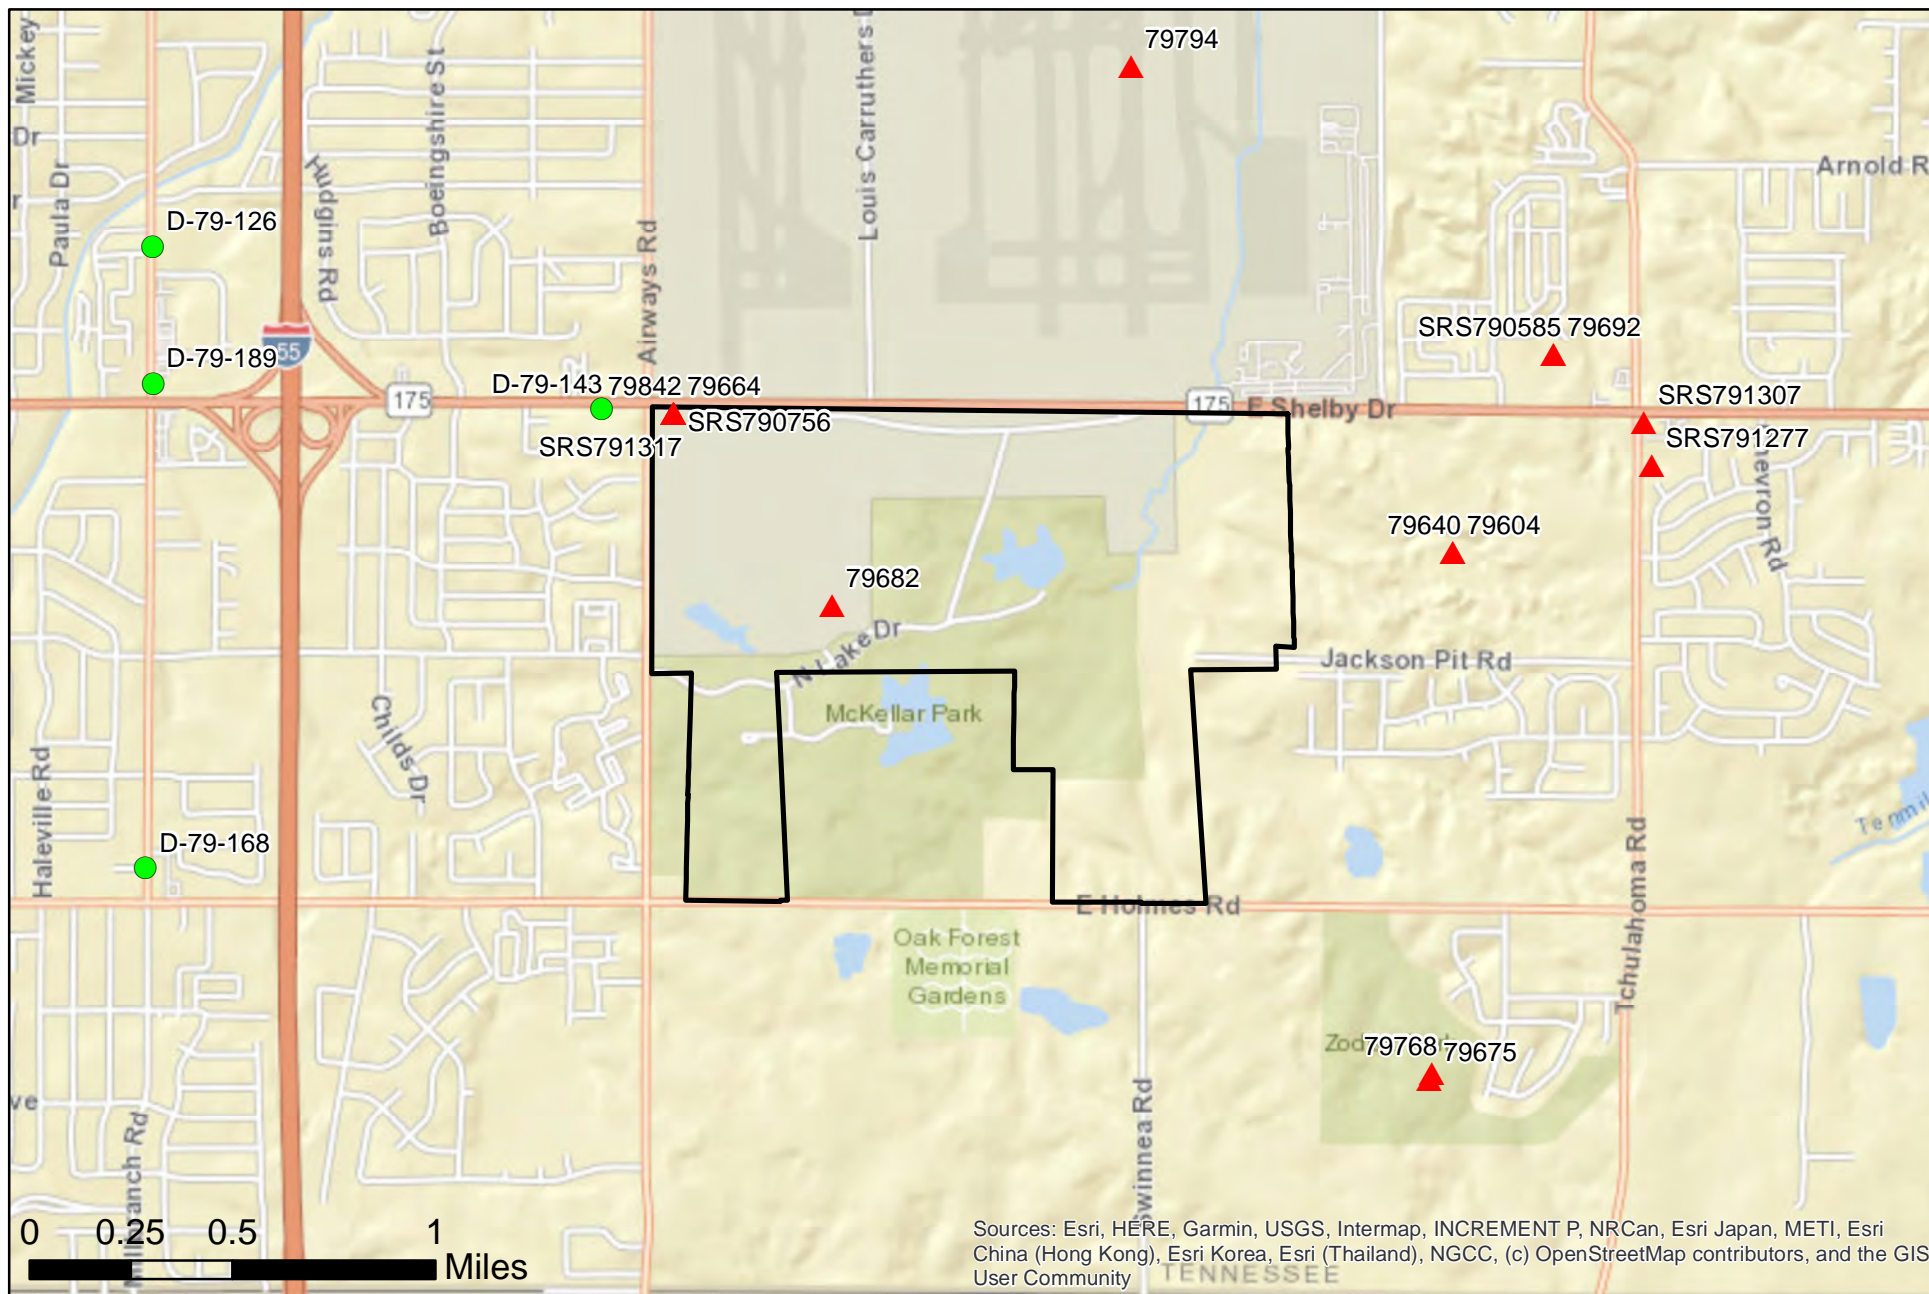 Mickey
Dr
r
Paula Dr
Hudgins Rd
Boeingshire St
Airways Rd
Louis Carruthers D
79794
Arnold R
D-79-126
D-79-189
55
175
D-79-143 79842 79664
SRS790756
SRS791317
175
E Shelby Dr
SRS790585 79692
SRS791307
SRS791277
hevron Rd
79640 79604
79682
N Lake Dr
Jackson Pit Rd
McKellar Park
Childs Dr
Haleville Rd
D-79-168
Tenmil
E Holmes Rd
Tchulahoma Rd
Oak Forest
Memorial
Gardens
Zod
79768 79675
ve
Millbranch Rd
Swinnea Rd
0 0.25 0.5 1
Miles
Sources: Esri, HERE, Garmin, USGS, Intermap, INCREMENT P, NRCan, Esri Japan, METI, Esri
China (Hong Kong), Esri Korea, Esri (Thailand), NGCC, (c) OpenStreetMap contributors, and the GIS
User Community
TENNESSEE